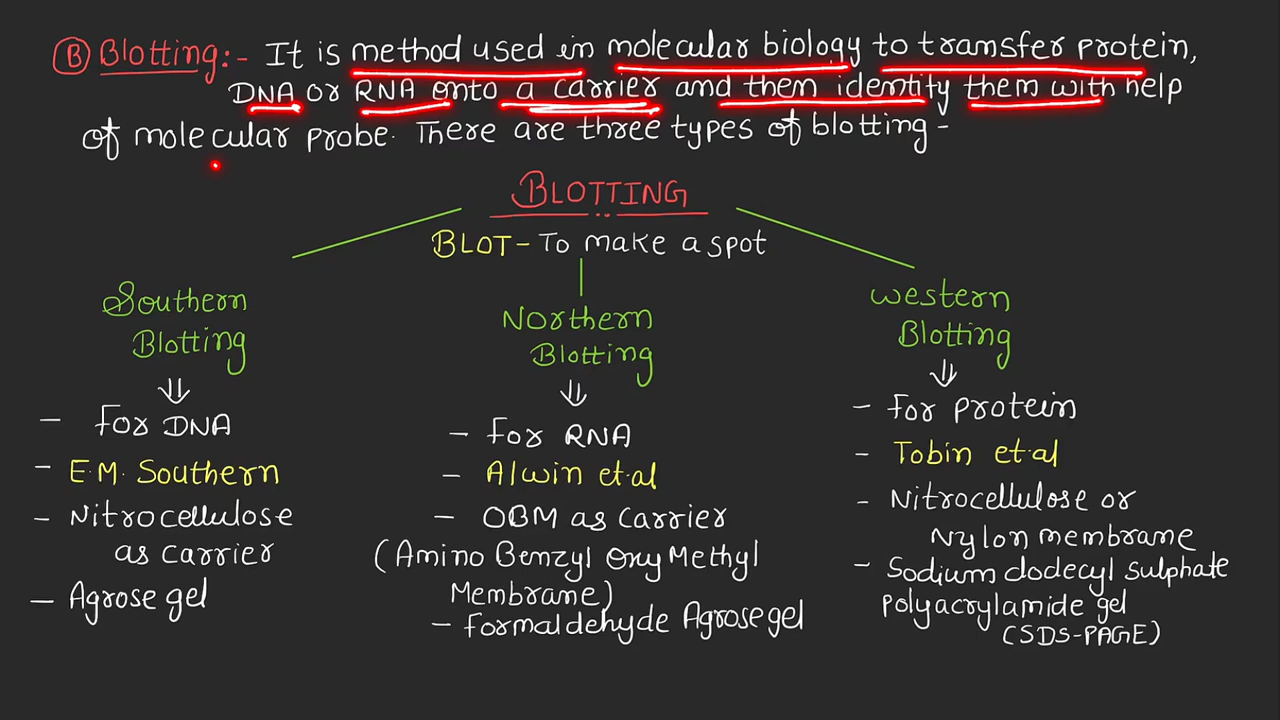 B Blotting:- It is method used in molecular biology to transfer protein,
DNA or RNA onto a carrier and them identity them with help
of molecular probe. There are three types of blotting -
BLOTTING
BLOT- To make a spot
Southern
Blotting
- for DNA
- E.M. Southern
- Nitrocellulose
as carrier
- Agrose gel
Northern
Blotting
- for RNA
- Alwin et.al
- OBM as carrier
(Amino Benzyl Oxy Methyl
Membrane)
- formaldehyde Agrose gel
Western
Blotting
- for protein
- Tobin et.al
- Nitrocellulose or
Nylon membrane
- Sodium dodecyl sulphate
polyacrylamide gel
(SDS-PAGE)